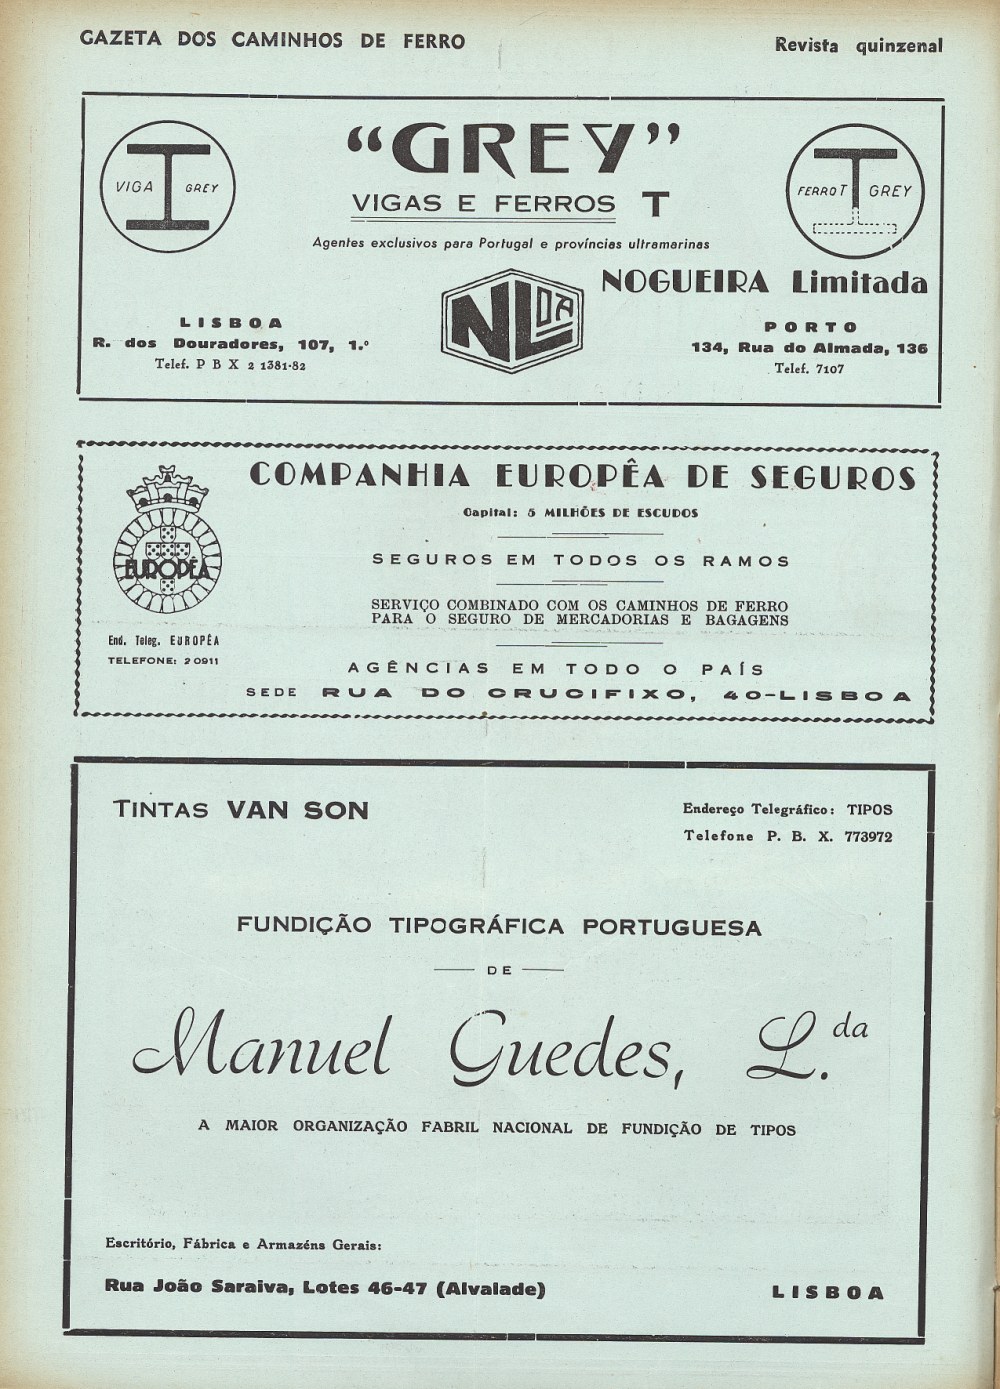 GAZETA DOS CAMINHOS DE FERRO
Revista quinzenal
VIGA GREY
"GREY"
VIGAS E FERROS T
FERRO T GREY
Agentes exclusivos para Portugal e províncias ultramarinas
NLDA
NOGUEIRA Limitada
LISBOA
R. dos Douradores, 107, 1.º
Telef. P B X 2 1381-82
PORTO
134, Rua do Almada, 136
Telef. 7107
COMPANHIA EUROPÊA DE SEGUROS
Capital: 5 MILHÕES DE ESCUDOS
SEGUROS EM TODOS OS RAMOS
EUROPÊA
SERVIÇO COMBINADO COM OS CAMINHOS DE FERRO
PARA O SEGURO DE MERCADORIAS E BAGAGENS
End. Teleg. EUROPÊA
TELEFONE: 2 0911
AGÊNCIAS EM TODO O PAÍS
SEDE RUA DO CRUCIFIXO, 40-LISBOA
TINTAS VAN SON
Endereço Telegráfico: TIPOS
Telefone P. B. X. 773972
FUNDIÇÃO TIPOGRÁFICA PORTUGUESA
DE
Manuel Guedes, L.da
A MAIOR ORGANIZAÇÃO FABRIL NACIONAL DE FUNDIÇÃO DE TIPOS
Escritório, Fábrica e Armazéns Gerais:
Rua João Saraiva, Lotes 46-47 (Alvalade)
LISBOA